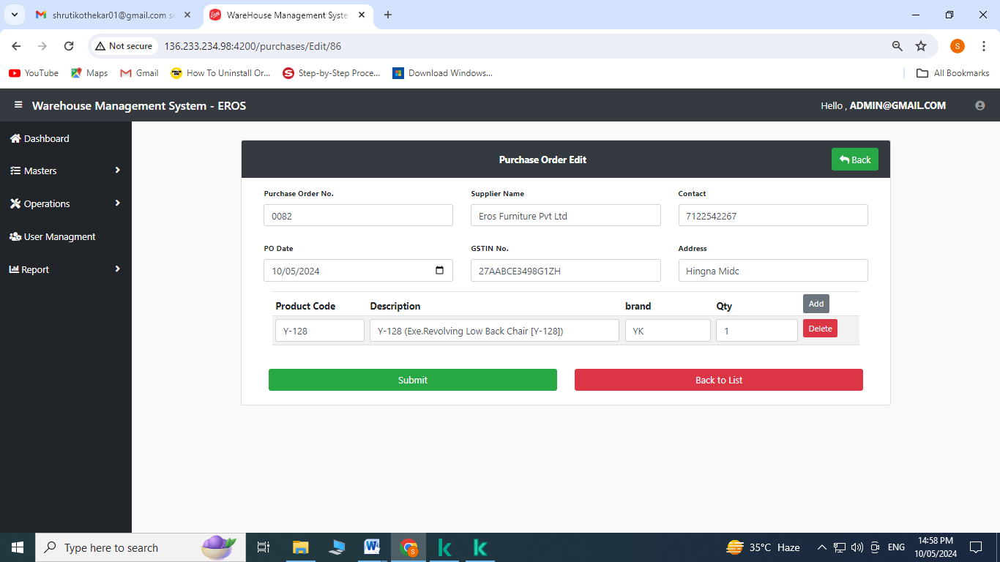 shrutikothekar01@gmail.com s
WareHouse Management Syste
Not secure
136.233.234.98:4200/purchases/Edit/86
S
YouTube
Maps
Gmail
How To Uninstall Or...
Step-by-Step Proce...
Download Windows...
All Bookmarks
Warehouse Management System - EROS
Hello , ADMIN@GMAIL.COM
Dashboard
Masters
Operations
User Managment
Report
Purchase Order Edit
Back
Purchase Order No.
Supplier Name
Contact
0082
Eros Furniture Pvt Ltd
7122542267
PO Date
GSTIN No.
Address
10/05/2024
27AABCE3498G1ZH
Hingna Midc
Product Code
Description
brand
Qty
Add
Y-128
Y-128 (Exe.Revolving Low Back Chair [Y-128])
YK
1
Delete
Submit
Back to List
Type here to search
35°C Haze
ENG
14:58 PM
10/05/2024